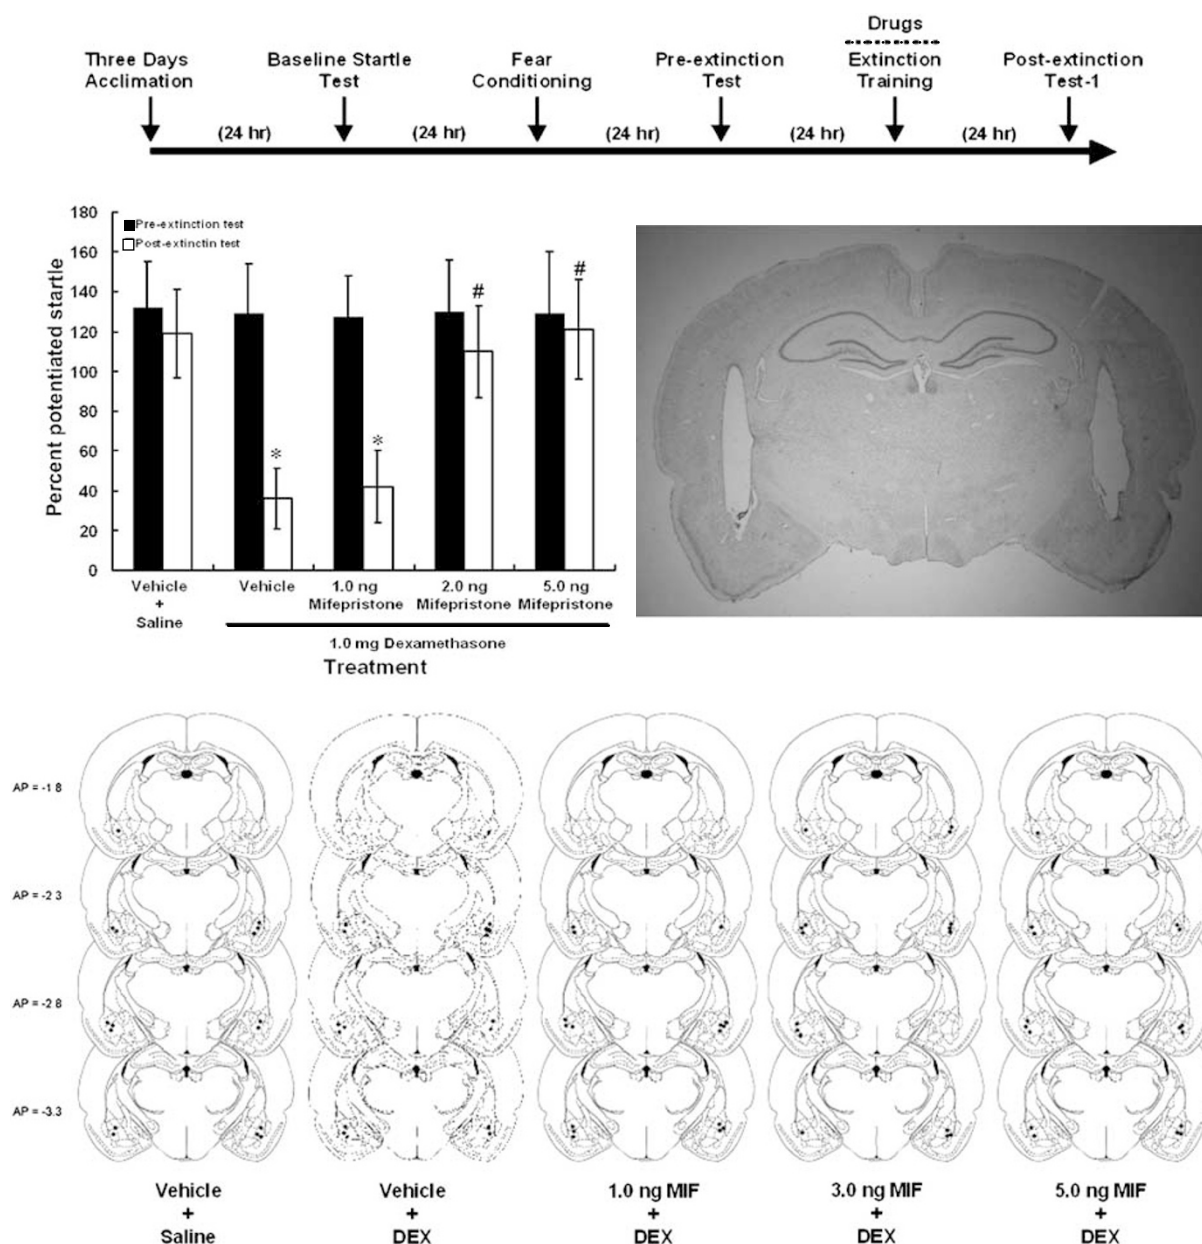 Drugs
Three Days
Acclimation
Baseline Startle
Test
Fear
Conditioning
Pre-extinction
Test
Extinction
Training
Post-extinction
Test-1
(24 hr) (24 hr) (24 hr) (24 hr) (24 hr)
Percent potentiated startle
180
160
140
120
100
80
60
40
20
0
Pre-extinction test
Post-extinctin test
* * # #
Vehicle
+
Saline
Vehicle
1.0 ng
Mifepristone
2.0 ng
Mifepristone
5.0 ng
Mifepristone
1.0 mg Dexamethasone
Treatment
AP = -1 8
AP = -2 3
AP = -2 8
AP = -3.3
Vehicle
+
Saline
Vehicle
+
DEX
1.0 ng MIF
+
DEX
3.0 ng MIF
+
DEX
5.0 ng MIF
+
DEX